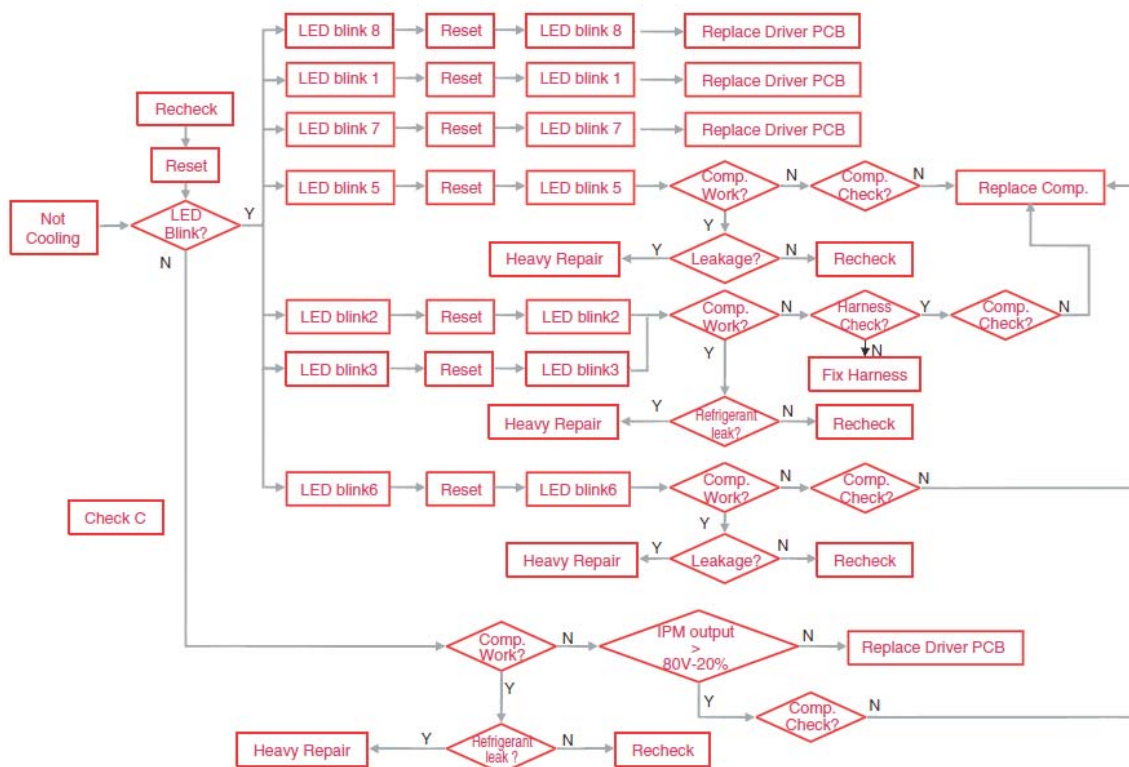 LED blink 8
Reset
LED blink 8
Replace Driver PCB
LED blink 1
Reset
LED blink 1
Replace Driver PCB
Recheck
LED blink 7
Reset
LED blink 7
Replace Driver PCB
Reset
LED blink 5
Reset
LED blink 5
Comp.
Work?
N
Comp.
Check?
N
Replace Comp.
Not
Cooling
LED
Blink?
Y
N
Y
Heavy Repair
Y
Leakage?
N
Recheck
LED blink2
Reset
LED blink2
Comp.
Work?
N
Harness
Check?
Y
Comp.
Check?
N
Y
N
LED blink3
Reset
LED blink3
Fix Harness
Heavy Repair
Y
Refrigerant
leak?
N
Recheck
LED blink6
Reset
LED blink6
Comp.
Work?
N
Comp.
Check?
N
Check C
Y
Heavy Repair
Y
Leakage?
N
Recheck
Comp.
Work?
N
IPM output
>
80V-20%
N
Replace Driver PCB
Y
Y
Comp.
Check?
N
Heavy Repair
Y
Refrigerant
leak ?
N
Recheck